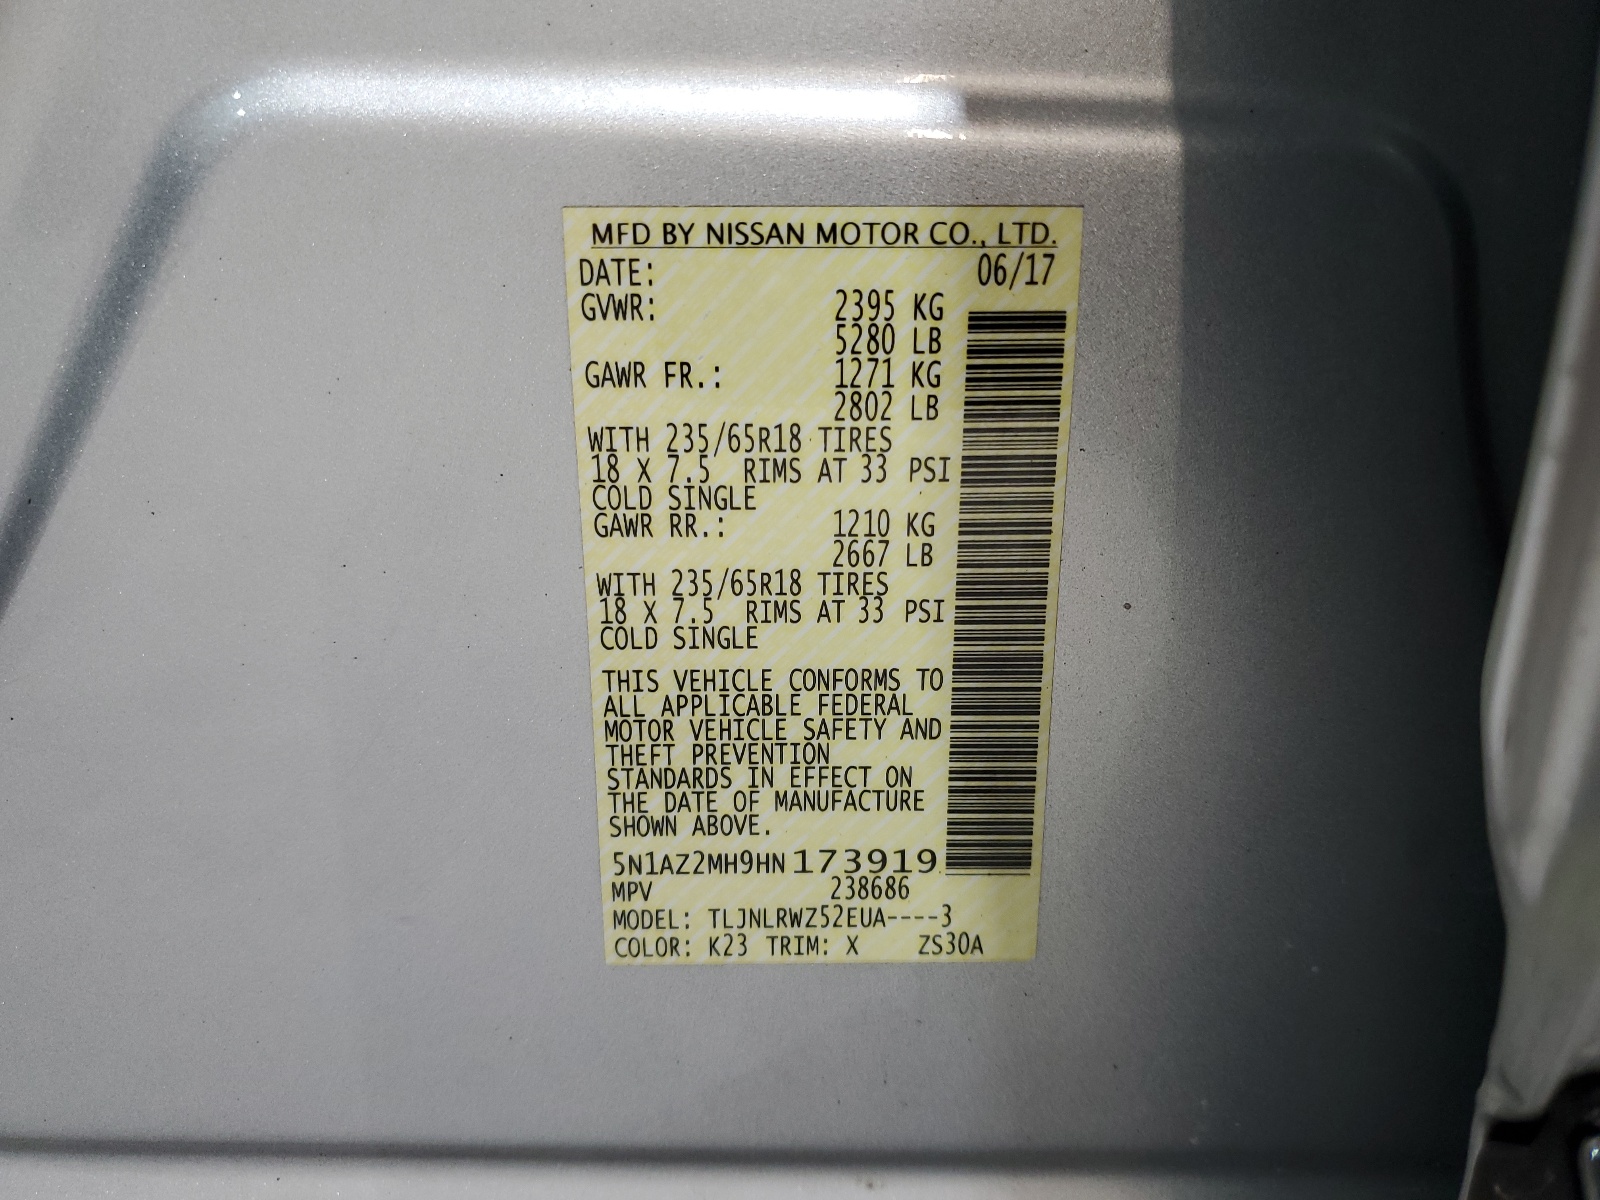 MFD BY NISSAN MOTOR CO., LTD.
DATE: 06/17
GVWR: 2395 KG
5280 LB
GAWR FR.: 1271 KG
2802 LB
WITH 235/65R18 TIRES
18 X 7.5 RIMS AT 33 PSI
COLD SINGLE
GAWR RR.: 1210 KG
2667 LB
WITH 235/65R18 TIRES
18 X 7.5 RIMS AT 33 PSI
COLD SINGLE
THIS VEHICLE CONFORMS TO
ALL APPLICABLE FEDERAL
MOTOR VEHICLE SAFETY AND
THEFT PREVENTION
STANDARDS IN EFFECT ON
THE DATE OF MANUFACTURE
SHOWN ABOVE.
5N1AZ2MH9HN 173919
MPV 238686
MODEL: TLJNLRWZ52EUA----3
COLOR: K23 TRIM: X ZS30A